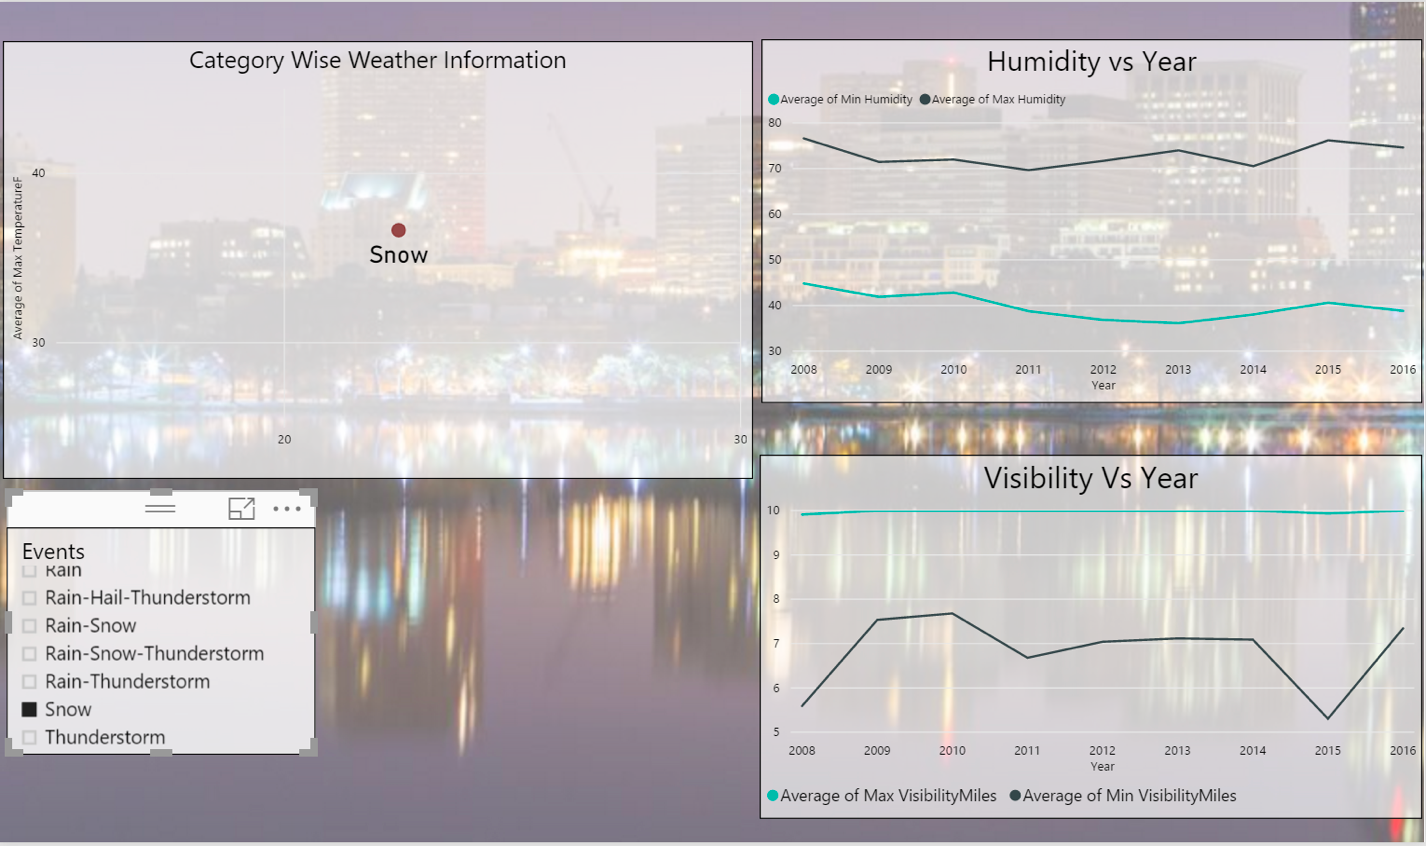 Category Wise Weather Information
Average of Max TemperatureF
40
30
Snow
20
30
Humidity vs Year
Average of Min Humidity Average of Max Humidity
80
70
60
50
40
30
2008 2009 2010 2011 2012 2013 2014 2015 2016
Year
Events
Rain
Rain-Hail-Thunderstorm
Rain-Snow
Rain-Snow-Thunderstorm
Rain-Thunderstorm
Snow
Thunderstorm
Visibility Vs Year
10
9
8
7
6
5
2008 2009 2010 2011 2012 2013 2014 2015 2016
Year
Average of Max VisibilityMiles Average of Min VisibilityMiles